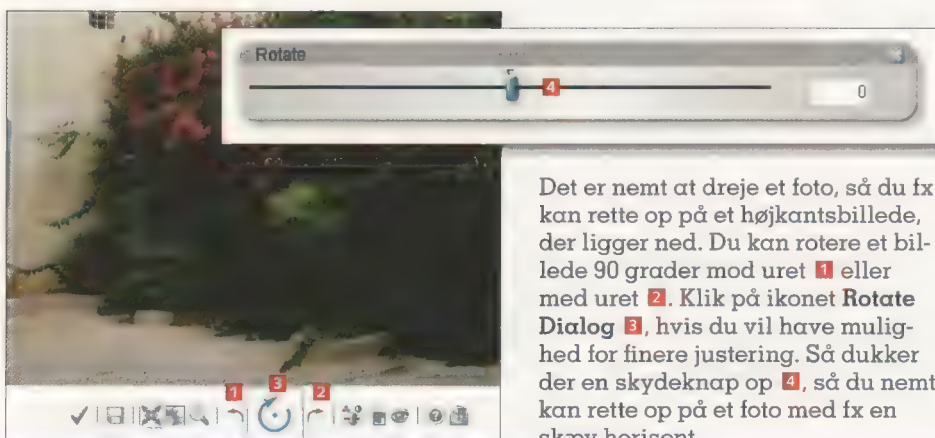 Rotate
4
0
Det er nemt at dreje et foto, så du fx
kan rette op på et højkantsbillede,
der ligger ned. Du kan rotere et bil-
lede 90 grader mod uret 1 eller
med uret 2. Klik på ikonet Rotate
Dialog 3, hvis du vil have mulig-
hed for finere justering. Så dukker
der en skydeknap op 4, så du nemt
kan rette op på et foto med fx en
skæv horisont.
1 3 2